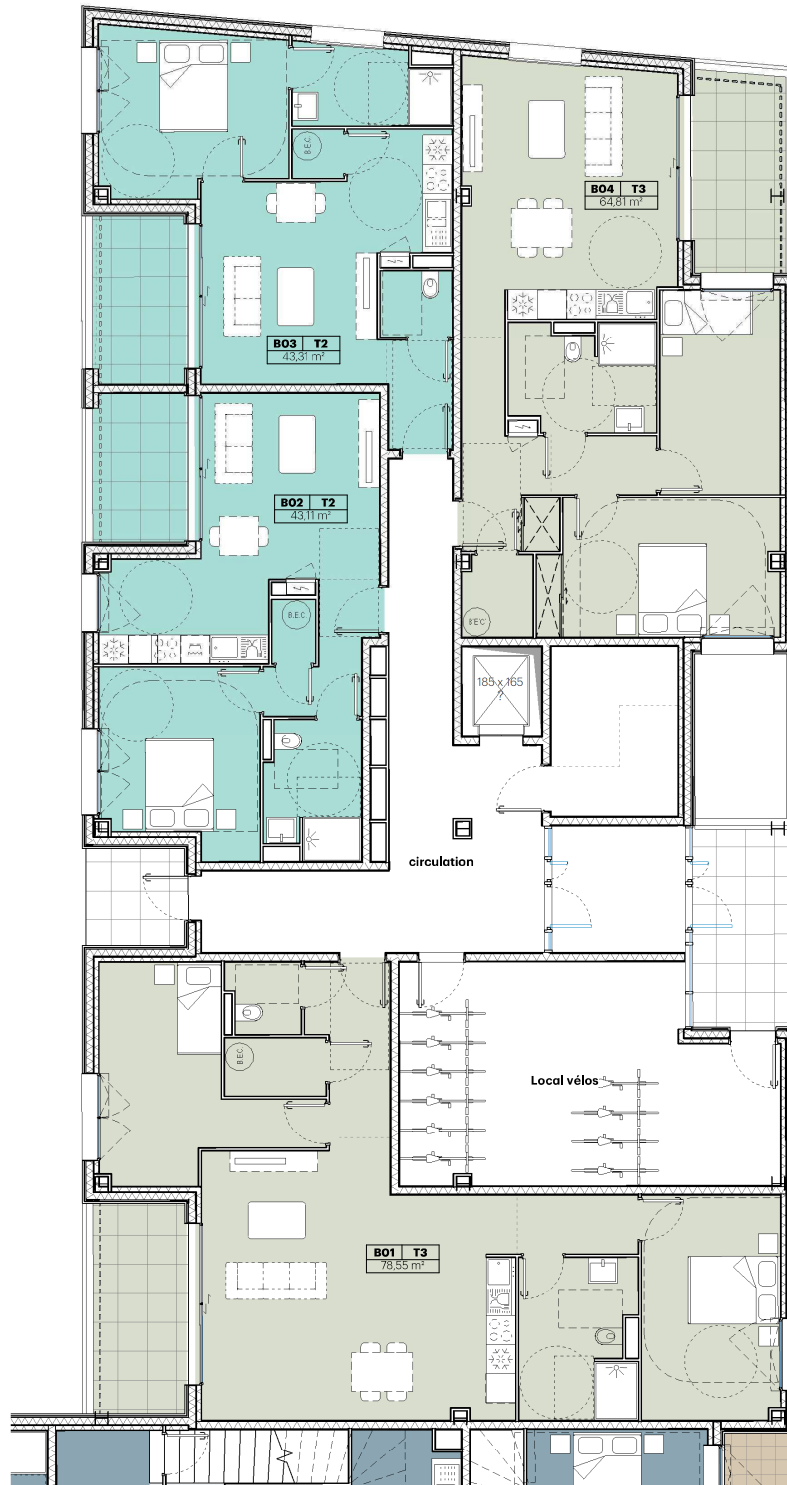 B.E.C.
B04 T3
64,81 m²
B03 T2
43,31 m²
B02 T2
43,11 m²
B.E.C.
B'E'C'
185 x 165
?
circulation
B.E.C.
Local vélos
B01 T3
78,55 m²